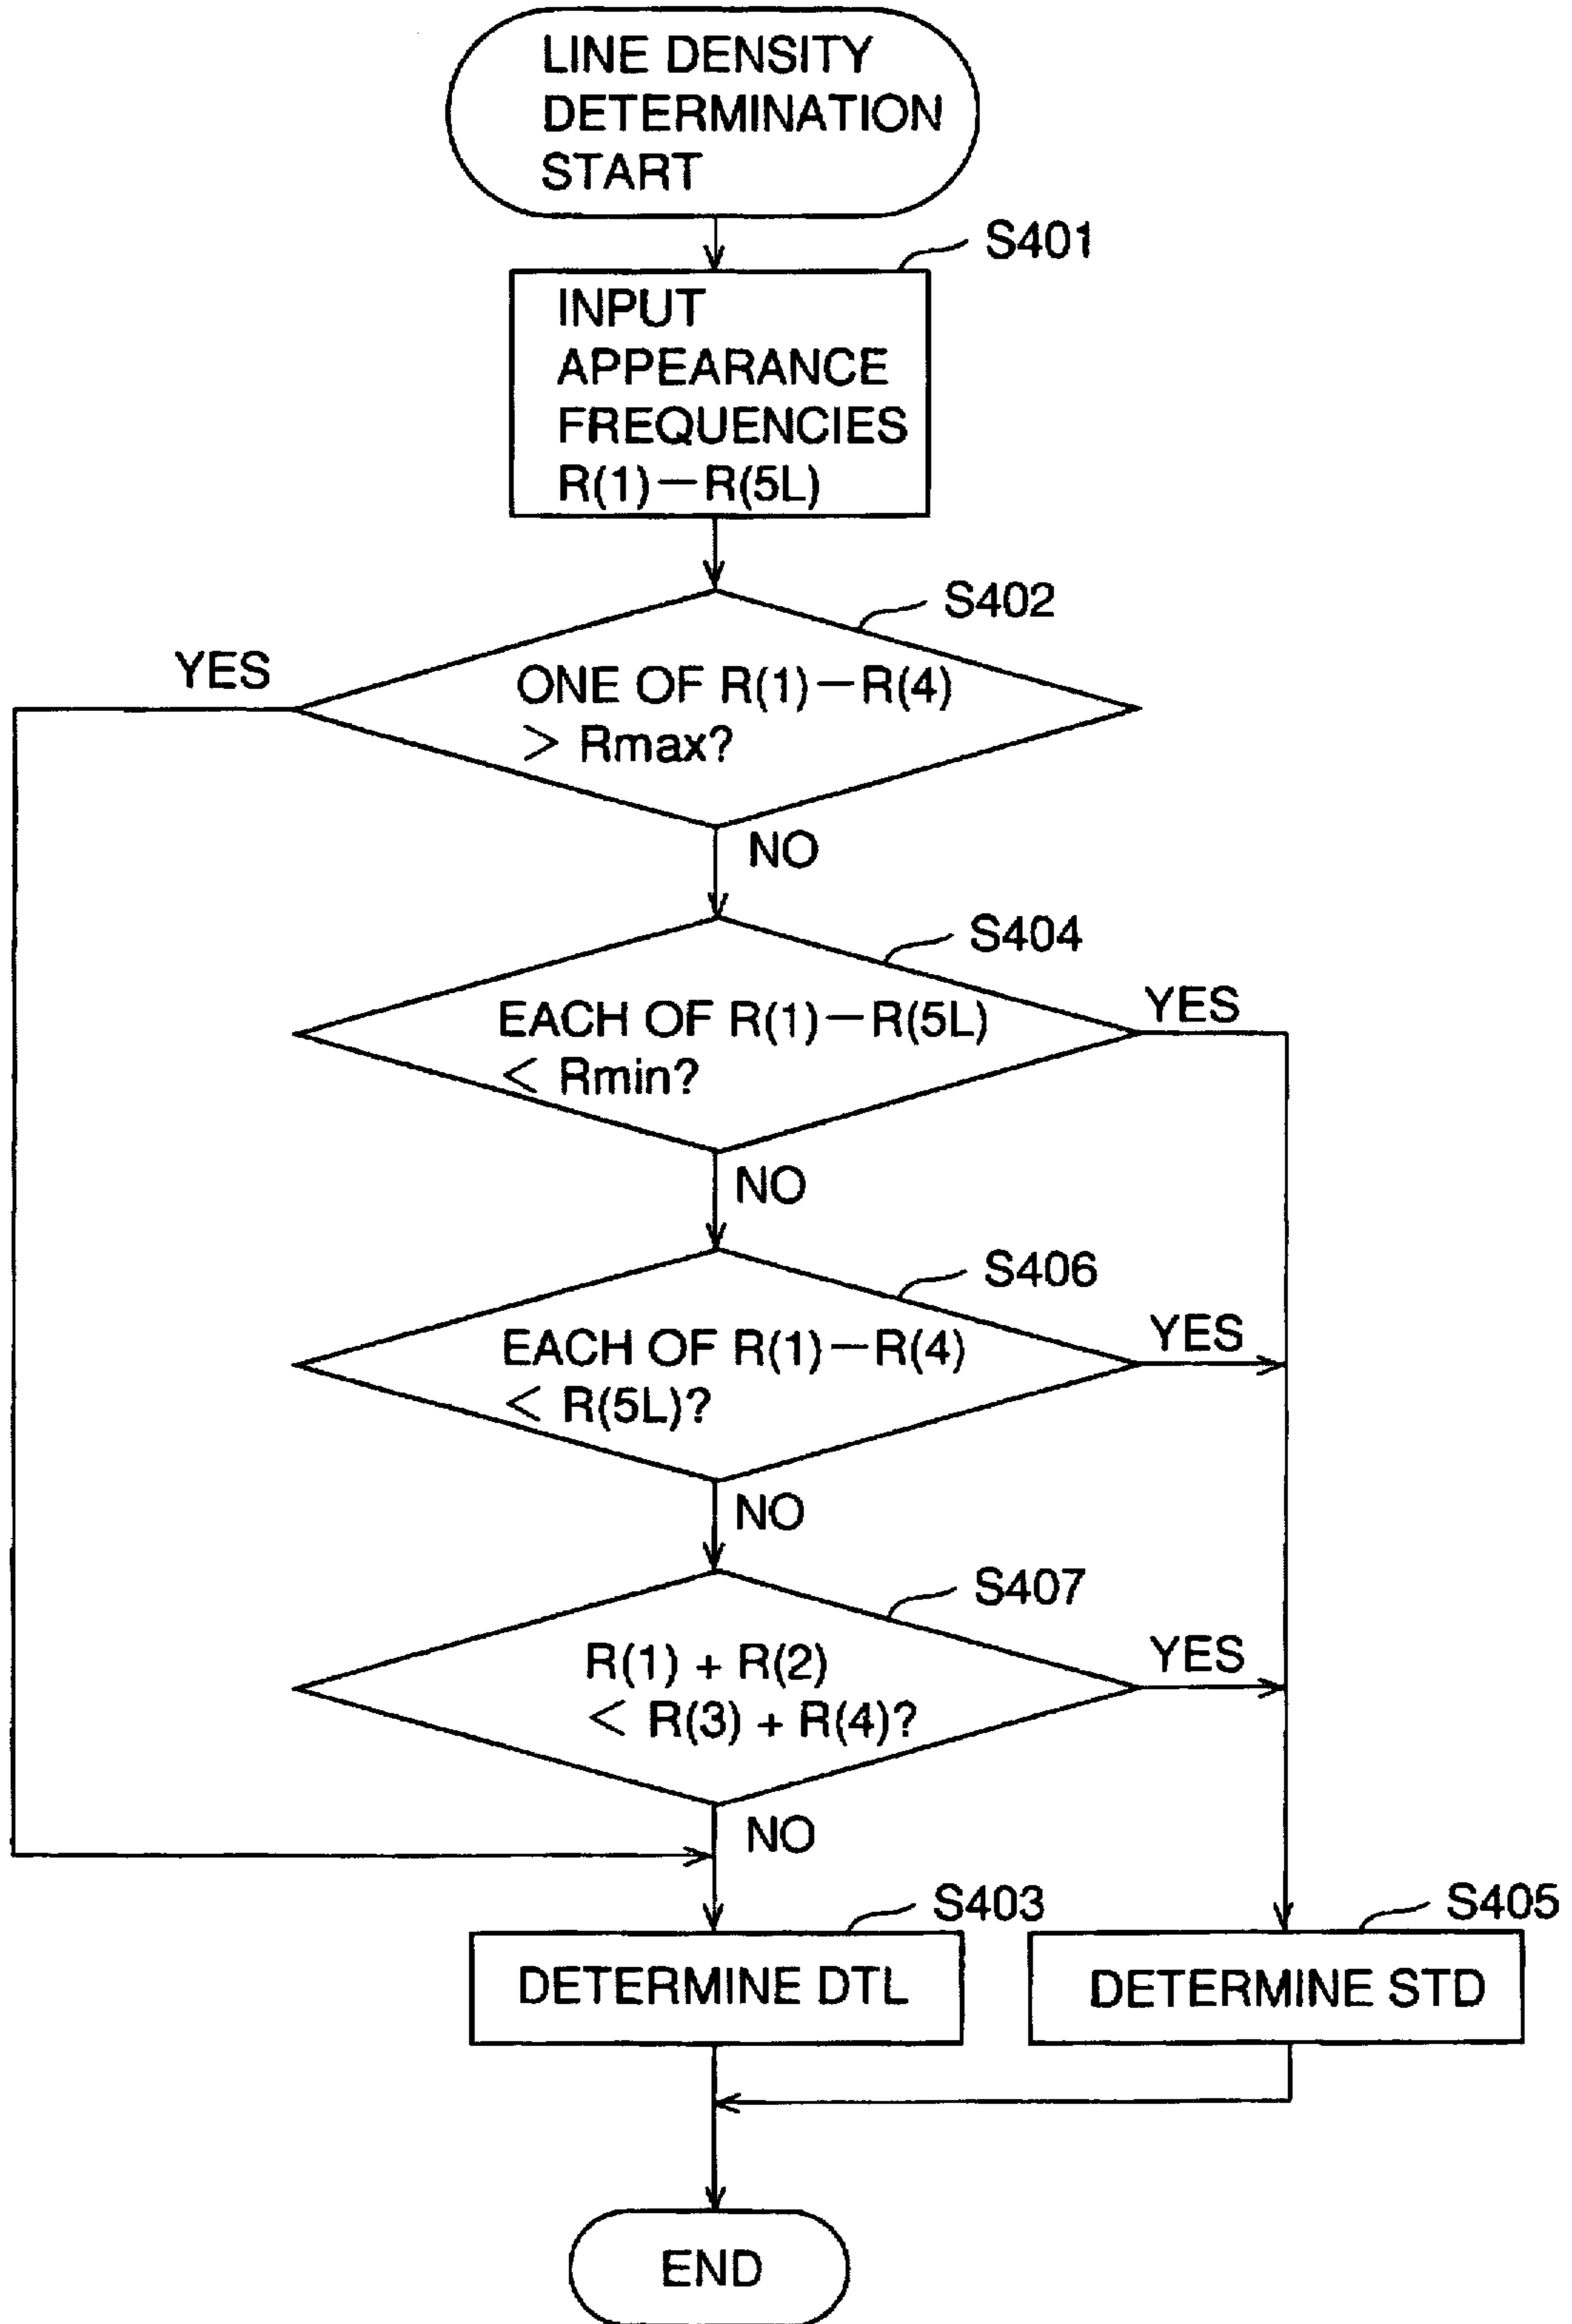 LINE DENSITY
DETERMINATION
START
S401
INPUT
APPEARANCE
FREQUENCIES
R(1)—R(5L)
S402
YES
ONE OF R(1)—R(4)
> Rmax?
NO
S404
EACH OF R(1)—R(5L)
< Rmin?
YES
NO
S406
EACH OF R(1)—R(4)
< R(5L)?
YES
NO
S407
R(1) + R(2)
< R(3) + R(4)?
YES
NO
S403
S405
DETERMINE DTL
DETERMINE STD
END